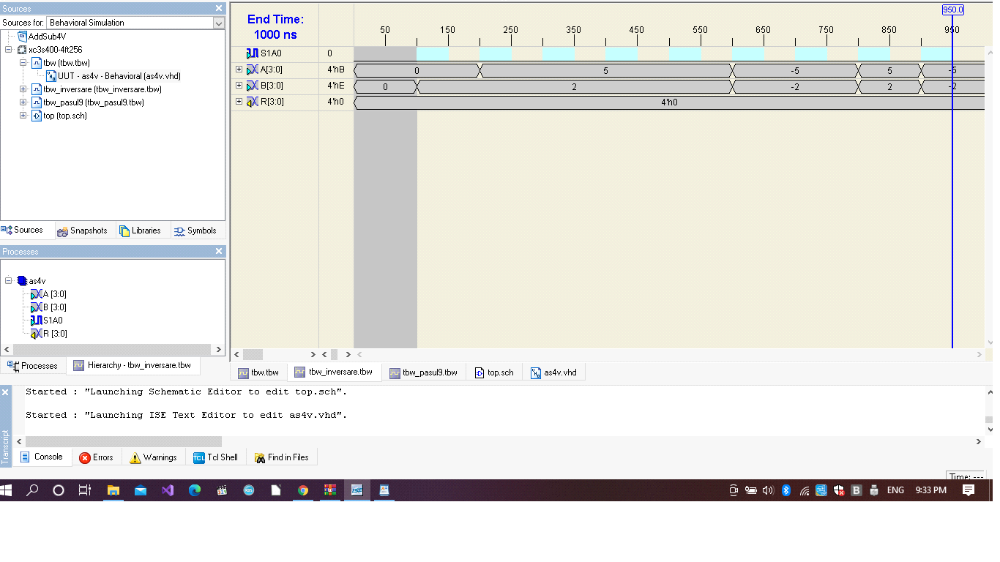 Sources
Sources for: Behavioral Simulation
AddSub4V
xc3s400-4ft256
tbw (tbw.tbw)
UUT - as4v - Behavioral (as4v.vhd)
tbw_inversare (tbw_inversare.tbw)
tbw_pasul9 (tbw_pasul9.tbw)
top (top.sch)
Sources Snapshots Libraries Symbols
Processes
as4v
A [3:0]
B [3:0]
S1A0
R [3:0]
Processes Hierarchy - tbw_inversare.tbw
End Time:
1000 ns
950.0
50 150 250 350 450 550 650 750 850 950
S1A0 0
A[3:0] 4'hB 0 5 -5 5 -5
B[3:0] 4'hE 0 2 -2 2 -2
R[3:0] 4'h0 4'h0
tbw.tbw tbw_inversare.tbw tbw_pasul9.tbw top.sch as4v.vhd
Transcript
Started : "Launching Schematic Editor to edit top.sch".
Started : "Launching ISE Text Editor to edit as4v.vhd".
Console Errors Warnings TCL Tcl Shell Find in Files
Time: ---
ISE B ENG 9:33 PM